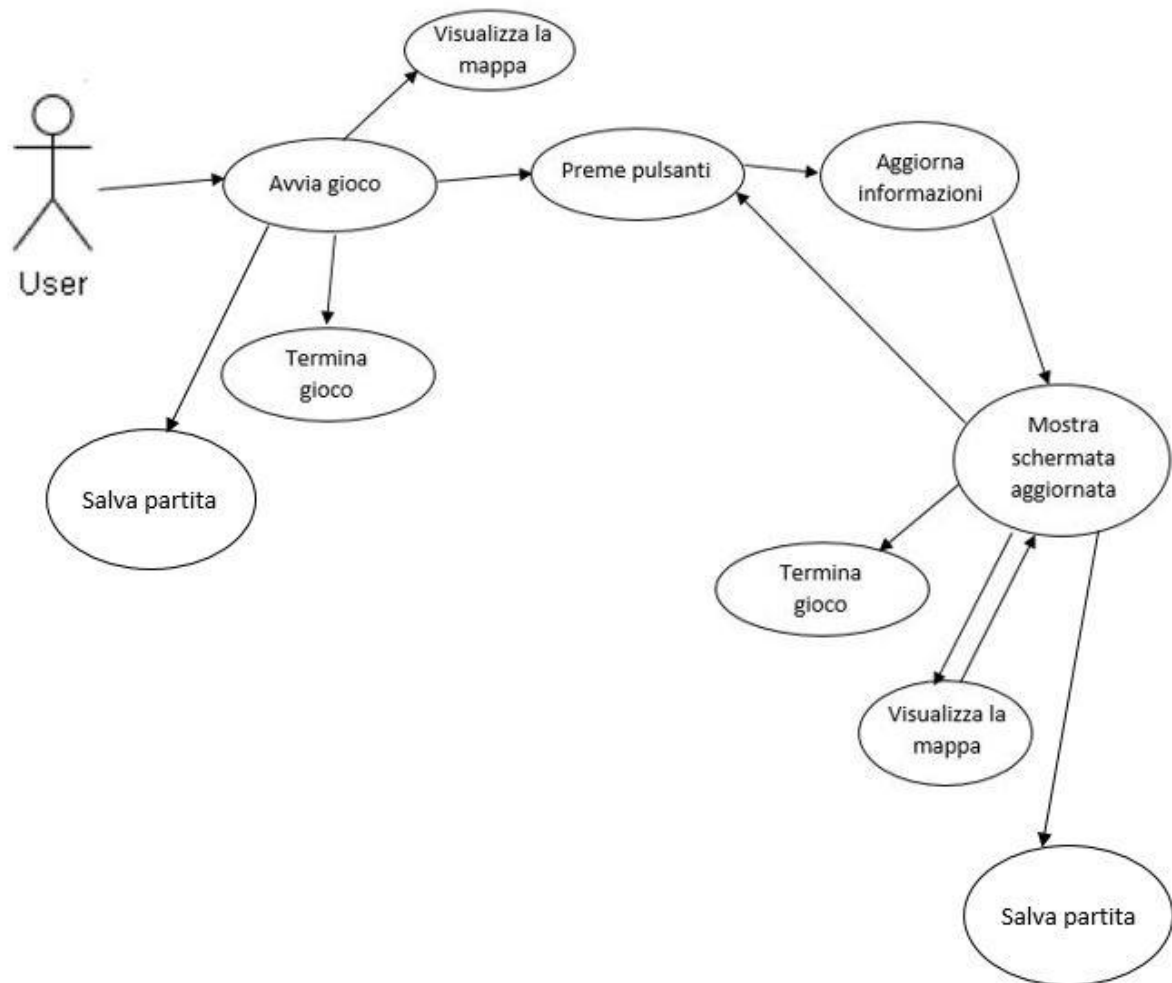 Visualizza la
mappa
Avvia gioco
Preme pulsanti
Aggiorna
informazioni
User
Termina
gioco
Salva partita
Mostra
schermata
aggiornata
Termina
gioco
Visualizza la
mappa
Salva partita